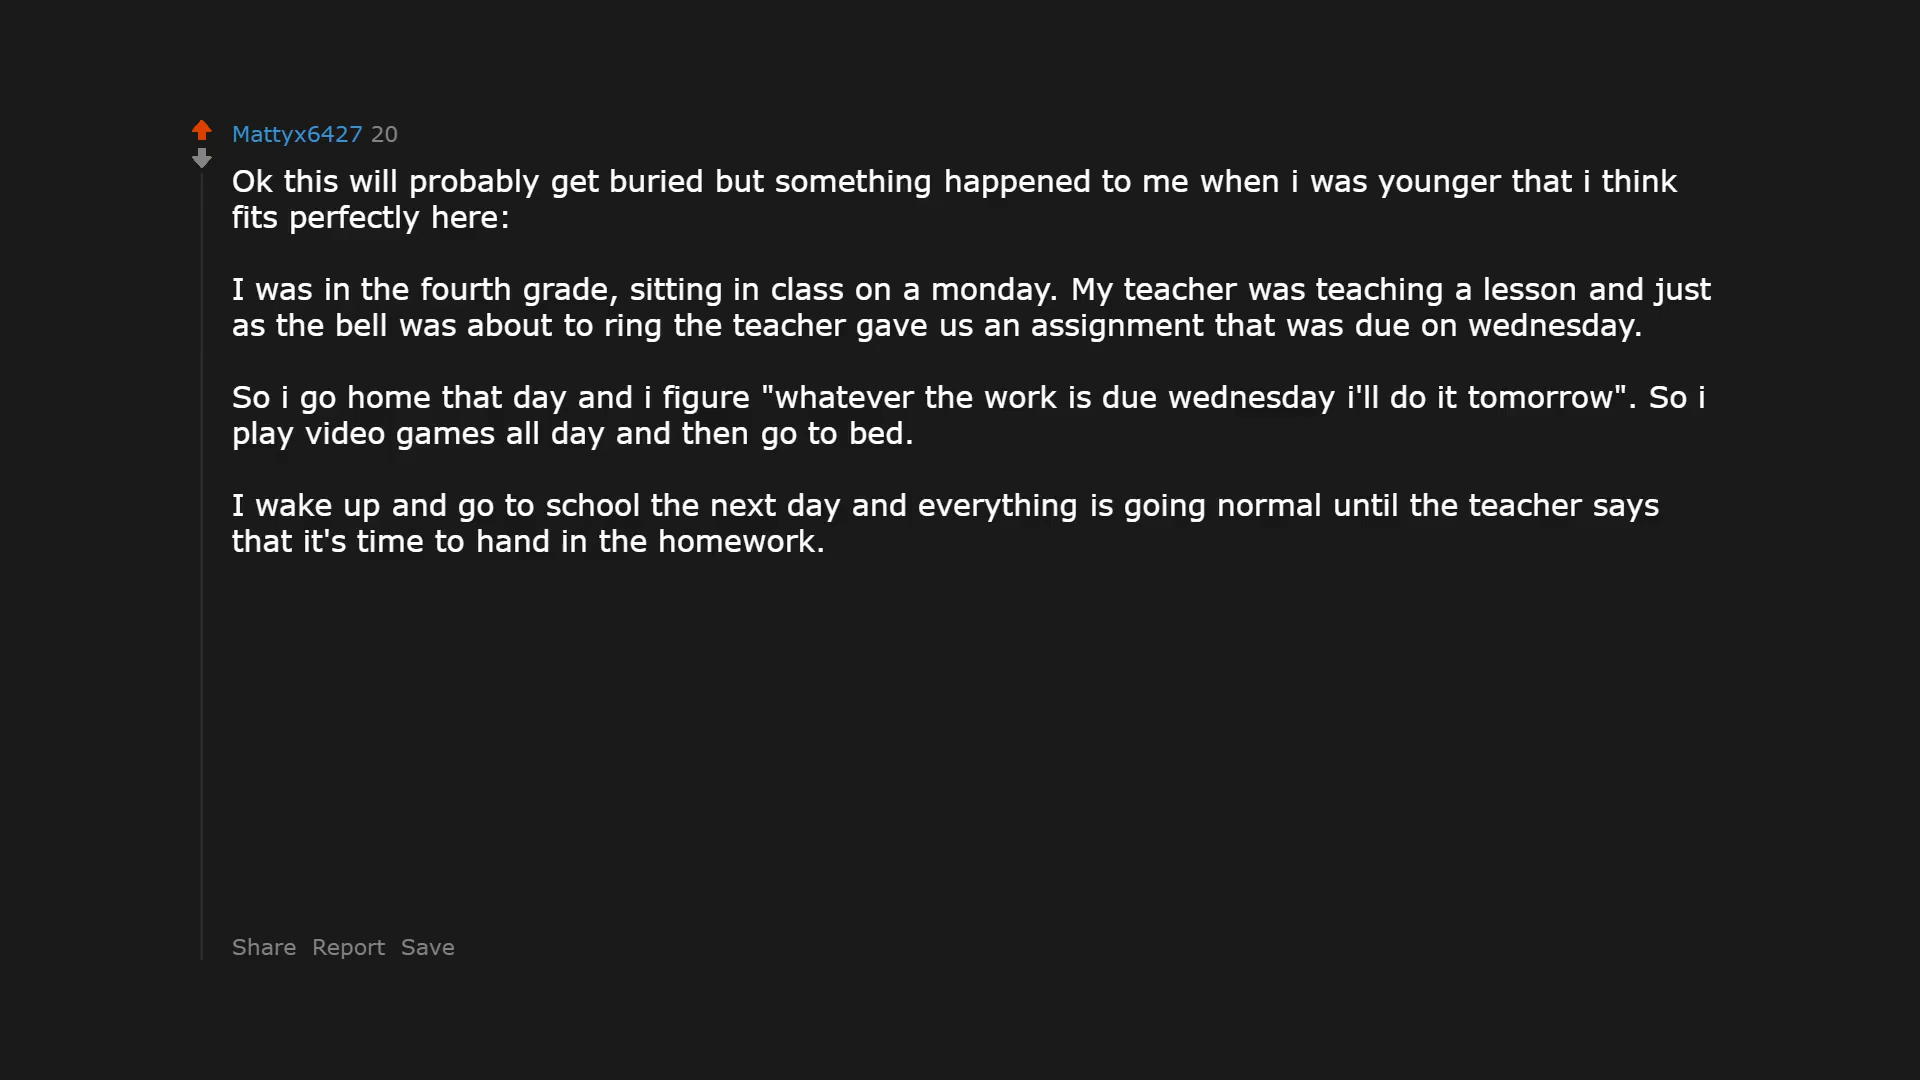 Mattyx6427 20
Ok this will probably get buried but something happened to me when i was younger that i think
fits perfectly here:
I was in the fourth grade, sitting in class on a monday. My teacher was teaching a lesson and just
as the bell was about to ring the teacher gave us an assignment that was due on wednesday.
So i go home that day and i figure "whatever the work is due wednesday i'll do it tomorrow". So i
play video games all day and then go to bed.
I wake up and go to school the next day and everything is going normal until the teacher says
that it's time to hand in the homework.
Share Report Save